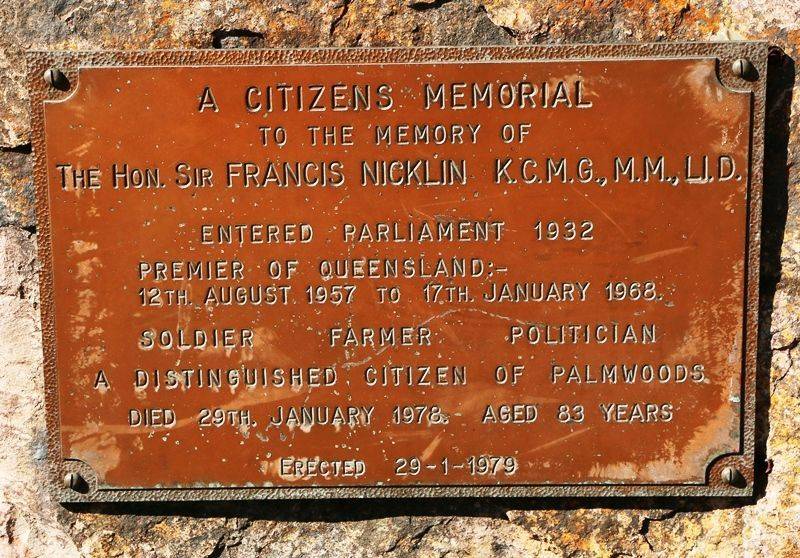 A CITIZENS MEMORIAL
TO THE MEMORY OF
THE HON. SIR FRANCIS NICKLIN K.C.M.G., M.M., LL.D.
ENTERED PARLIAMENT 1932
PREMIER OF QUEENSLAND:-
12TH. AUGUST 1957 TO 17TH. JANUARY 1968.
SOLDIER FARMER POLITICIAN
A DISTINGUISHED CITIZEN OF PALMWOODS
DIED 29TH. JANUARY 1978. AGED 83 YEARS
ERECTED 29-1-1979